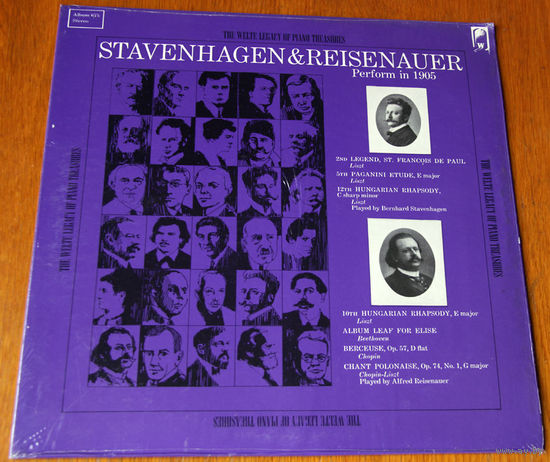 Album 675
Stereo
THE WELTE LEGACY OF PIANO TREASURES
STAVENHAGEN & REISENAUER
Perform in 1905
2ND LEGEND, ST. FRANÇOIS DE PAUL
Liszt
5TH PAGANINI ETUDE, E major
Liszt
12TH HUNGARIAN RHAPSODY,
C sharp minor
Liszt
Played by Bernhard Stavenhagen
10TH HUNGARIAN RHAPSODY, E major
Liszt
ALBUM LEAF FOR ELISE
Beethoven
BERCEUSE, Op. 57, D flat
Chopin
CHANT POLONAISE, Op. 74, No. 1, G major
Chopin-Liszt
Played by Alfred Reisenauer
THE WELTE LEGACY OF PIANO TREASURES
THE WELTE LEGACY OF PIANO TREASURES
THE WELTE LEGACY OF PIANO TREASURES